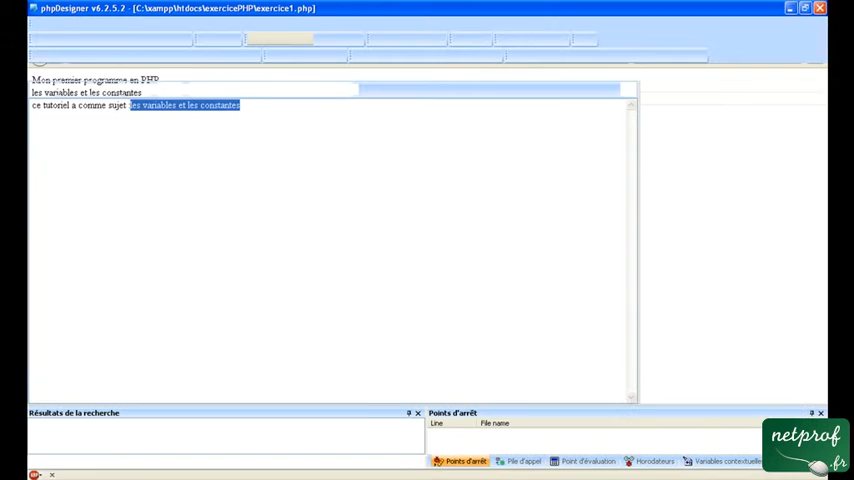 phpDesigner v6.2.5.2 - [C:\xampp\htdocs\exercicePHP\exercice1.php]
Mon premier programme en PHP
les variables et les constantes
ce tutoriel a comme sujet les variables et les constantes
Résultats de la recherche
Points d'arrêt
Line File name
Points d'arrêt Pile d'appel Point d'évaluation Horodateurs Variables contextuelle
netprof
.fr